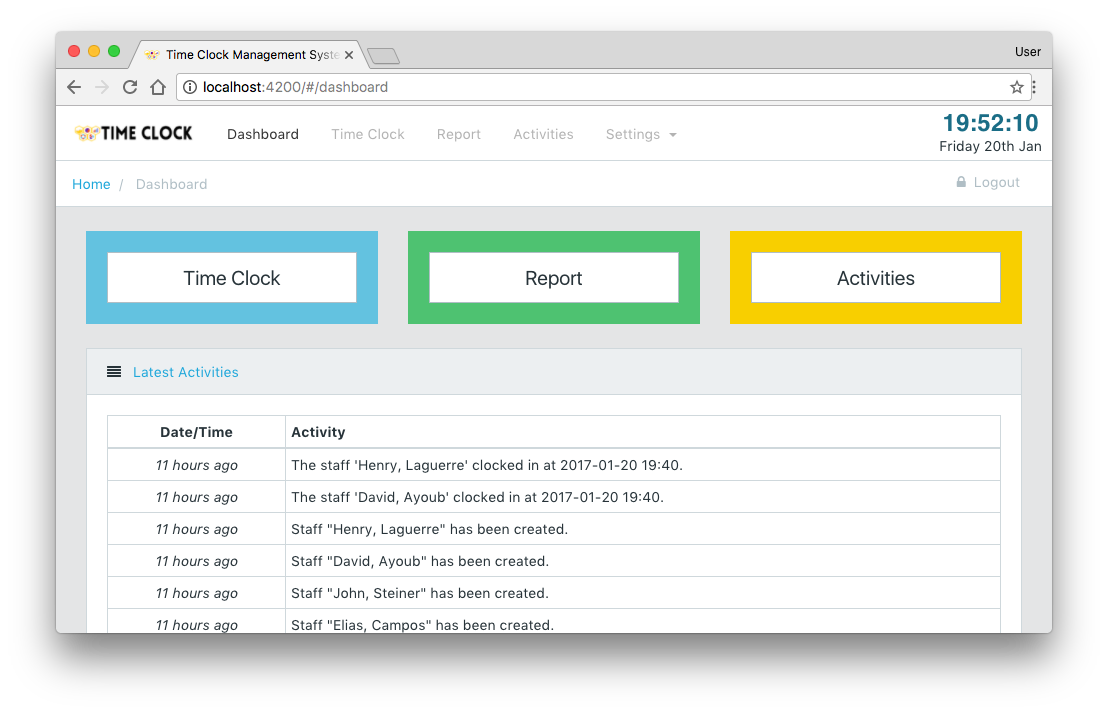 Time Clock Management Syste
User
localhost:4200/#/dashboard
TIME CLOCK Dashboard Time Clock Report Activities Settings 19:52:10
Friday 20th Jan
Home / Dashboard Logout
Time Clock Report Activities
Latest Activities
Date/Time Activity
11 hours ago The staff 'Henry, Laguerre' clocked in at 2017-01-20 19:40.
11 hours ago The staff 'David, Ayoub' clocked in at 2017-01-20 19:40.
11 hours ago Staff "Henry, Laguerre" has been created.
11 hours ago Staff "David, Ayoub" has been created.
11 hours ago Staff "John, Steiner" has been created.
11 hours ago Staff "Elias, Campos" has been created.